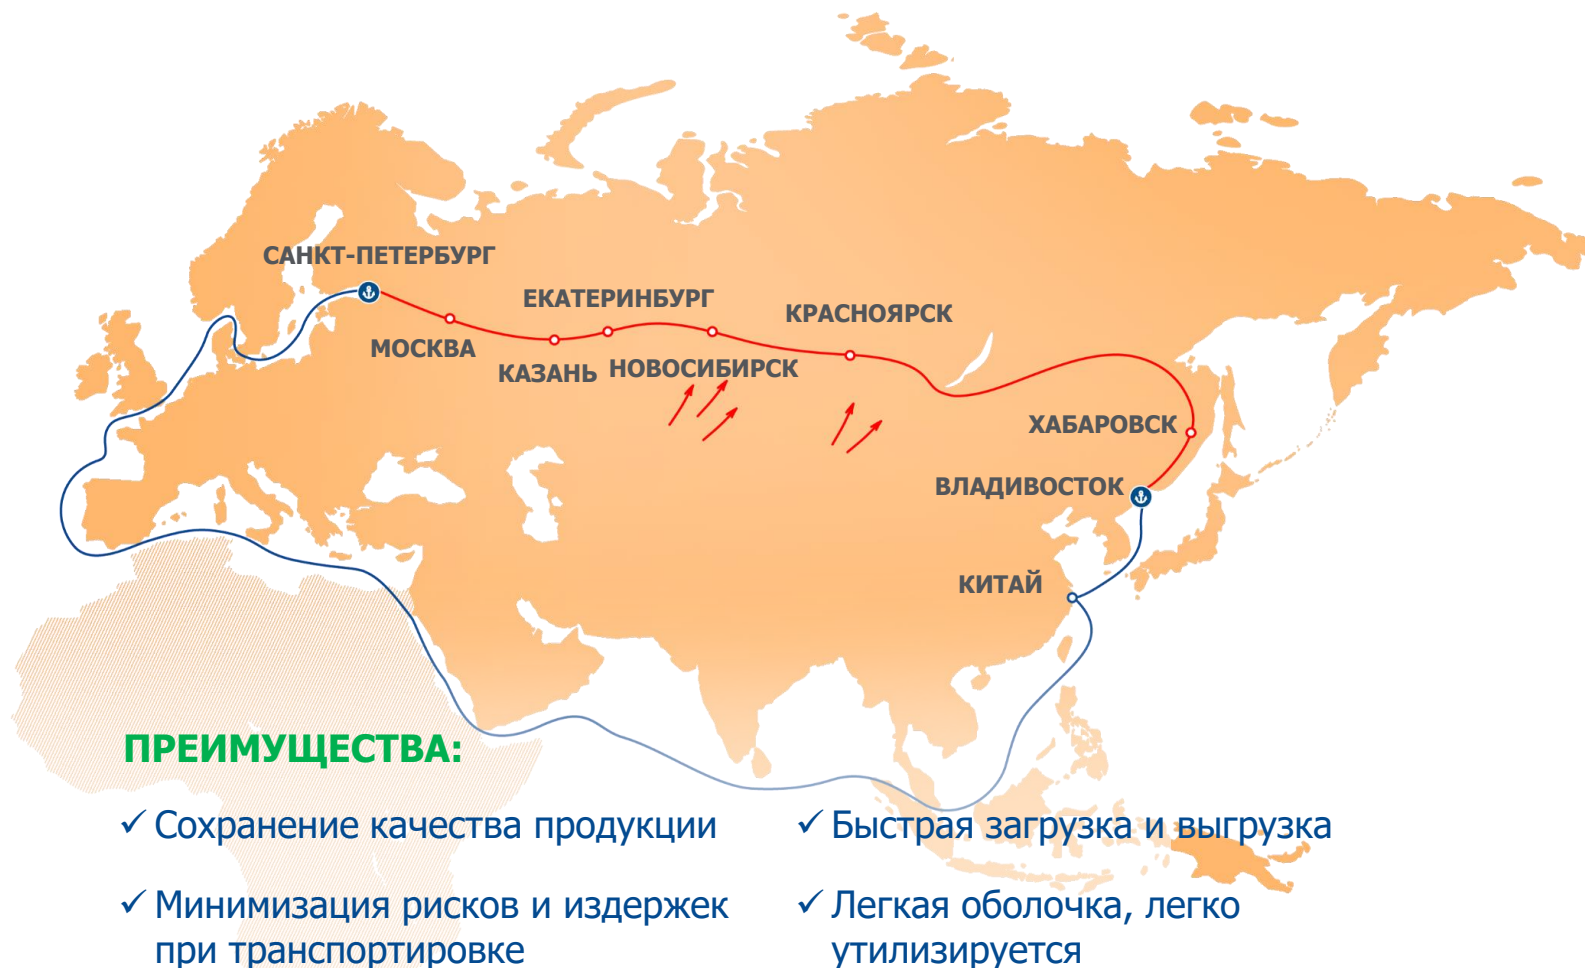 САНКТ-ПЕТЕРБУРГ
ЕКАТЕРИНБУРГ
КРАСНОЯРСК
МОСКВА
КАЗАНЬ
НОВОСИБИРСК
ХАБАРОВСК
ВЛАДИВОСТОК
КИТАЙ
ПРЕИМУЩЕСТВА:
✓ Сохранение качества продукции
✓ Минимизация рисков и издержек
при транспортировке
✓ Быстрая загрузка и выгрузка
✓ Легкая оболочка, легко
утилизируется